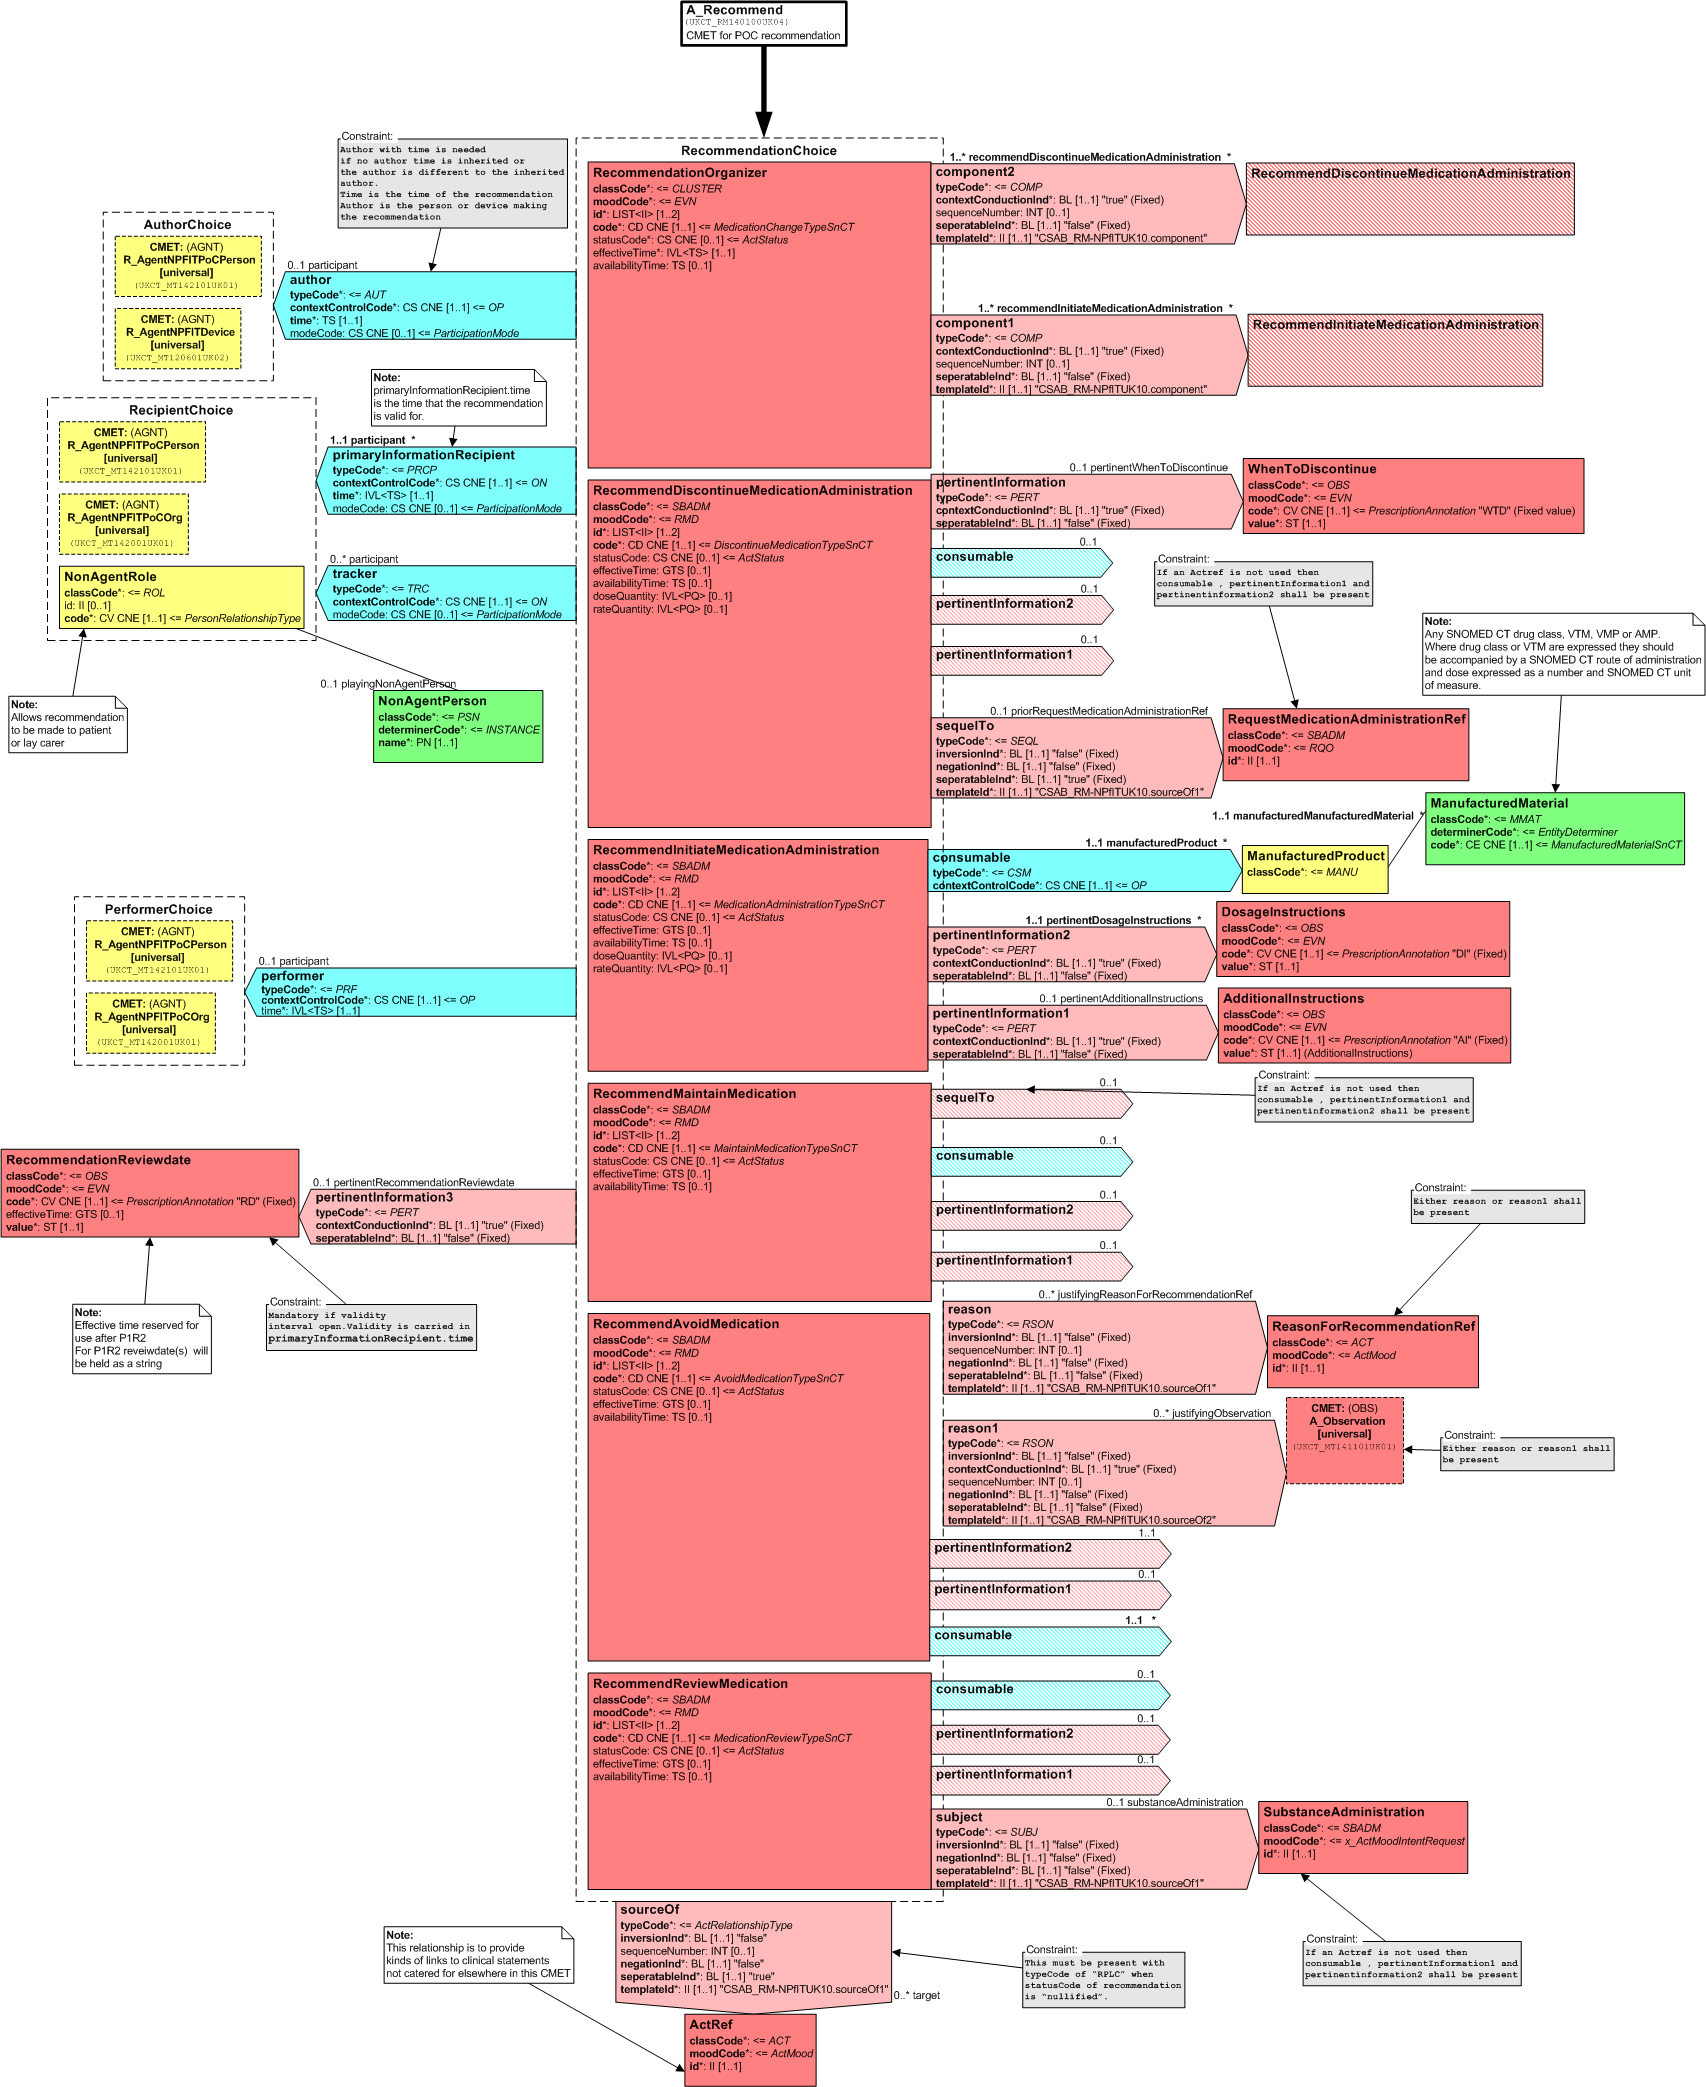 A_Recommend
(UKCT_RM140100UK04)
CMET for POC recommendation
RecommendationChoice
Constraint:
Author with time is needed
if no author time is inherited or
the author is different to the inherited
author.
Time is the time of the recommendation
Author is the person or device making
the recommendation
AuthorChoice
CMET: (AGNT)
R_AgentNPFITPoCPerson
[universal]
(UKCT_MT142101UK01)
CMET: (AGNT)
R_AgentNPFITDevice
[universal]
(UKCT_MT120601UK02)
0..1 participant
author
typeCode*: <= AUT
contextControlCode*: CS CNE [1..1] <= OP
time*: TS [1..1]
modeCode: CS CNE [0..1] <= ParticipationMode
Note:
primaryInformationRecipient.time
is the time that the recommendation
is valid for.
RecipientChoice
CMET: (AGNT)
R_AgentNPFITPoCPerson
[universal]
(UKCT_MT142101UK01)
CMET: (AGNT)
R_AgentNPFITPoCOrg
[universal]
(UKCT_MT142001UK01)
NonAgentRole
classCode*: <= ROL
id: II [0..1]
code*: CV CNE [1..1] <= PersonRelationshipType
1..1 participant *
primaryInformationRecipient
typeCode*: <= PRCP
contextControlCode*: CS CNE [1..1] <= ON
time*: IVL<TS> [1..1]
modeCode: CS CNE [0..1] <= ParticipationMode
0..* participant
tracker
typeCode*: <= TRC
contextControlCode*: CS CNE [1..1] <= ON
modeCode: CS CNE [0..1] <= ParticipationMode
Note:
Allows recommendation
to be made to patient
or lay carer
0..1 playingNonAgentPerson
NonAgentPerson
classCode*: <= PSN
determinerCode*: <= INSTANCE
name*: PN [1..1]
PerformerChoice
CMET: (AGNT)
R_AgentNPFITPoCPerson
[universal]
(UKCT_MT142101UK01)
CMET: (AGNT)
R_AgentNPFITPoCOrg
[universal]
(UKCT_MT142001UK01)
0..1 participant
performer
typeCode*: <= PRF
contextControlCode*: CS CNE [1..1] <= OP
time*: IVL<TS> [1..1]
RecommendationReviewdate
classCode*: <= OBS
moodCode*: <= EVN
code*: CV CNE [1..1] <= PrescriptionAnnotation "RD" (Fixed)
effectiveTime: GTS [0..1]
value*: ST [1..1]
0..1 pertinentRecommendationReviewdate
pertinentInformation3
typeCode*: <= PERT
contextConductionInd*: BL [1..1] "true" (Fixed)
seperatableInd*: BL [1..1] "false" (Fixed)
Note:
Effective time reserved for
use after P1R2
For P1R2 reveiwdate(s) will
be held as a string
Constraint:
Mandatory if validity
interval open.Validity is carried in
primaryInformationRecipient.time
RecommendationOrganizer
classCode*: <= CLUSTER
moodCode*: <= EVN
id*: LIST<II> [1..2]
code*: CD CNE [1..1] <= MedicationChangeTypeSnCT
statusCode*: CS CNE [0..1] <= ActStatus
effectiveTime*: IVL<TS> [1..1]
availabilityTime: TS [0..1]
1..* recommendDiscontinueMedicationAdministration *
component2
typeCode*: <= COMP
contextConductionInd*: BL [1..1] "true" (Fixed)
sequenceNumber: INT [0..1]
seperatableInd*: BL [1..1] "false" (Fixed)
templateId*: II [1..1] "CSAB_RM-NPfITUK10.component"
RecommendDiscontinueMedicationAdministration
1..* recommendInitiateMedicationAdministration *
component1
typeCode*: <= COMP
contextConductionInd*: BL [1..1] "true" (Fixed)
sequenceNumber: INT [0..1]
seperatableInd*: BL [1..1] "false" (Fixed)
templateId*: II [1..1] "CSAB_RM-NPfITUK10.component"
RecommendInitiateMedicationAdministration
RecommendDiscontinueMedicationAdministration
classCode*: <= SBADM
moodCode*: <= RMD
id*: LIST<II> [1..2]
code*: CD CNE [1..1] <= DiscontinueMedicationTypeSnCT
statusCode: CS CNE [0..1] <= ActStatus
effectiveTime: GTS [0..1]
availabilityTime: TS [0..1]
doseQuantity: IVL<PQ> [0..1]
rateQuantity: IVL<PQ> [0..1]
0..1 pertinentWhenToDiscontinue
pertinentInformation
typeCode*: <= PERT
contextConductionInd*: BL [1..1] "true" (Fixed)
seperatableInd*: BL [1..1] "false" (Fixed)
WhenToDiscontinue
classCode*: <= OBS
moodCode*: <= EVN
code*: CV CNE [1..1] <= PrescriptionAnnotation "WTD" (Fixed value)
value*: ST [1..1]
0..1
consumable
0..1
pertinentInformation2
0..1
pertinentInformation1
Constraint:
If an Actref is not used then
consumable , pertinentInformation1 and
pertinentinformation2 shall be present
0..1 priorRequestMedicationAdministrationRef
sequelTo
typeCode*: <= SEQL
inversionInd*: BL [1..1] "false" (Fixed)
negationInd*: BL [1..1] "false" (Fixed)
seperatableInd*: BL [1..1] "true" (Fixed)
templateId*: II [1..1] "CSAB_RM-NPfITUK10.sourceOf1"
RequestMedicationAdministrationRef
classCode*: <= SBADM
moodCode*: <= RQO
id*: II [1..1]
Note:
Any SNOMED CT drug class, VTM, VMP or AMP.
Where drug class or VTM are expressed they should
be accompanied by a SNOMED CT route of administration
and dose expressed as a number and SNOMED CT unit
of measure.
1..1 manufacturedManufacturedMaterial *
ManufacturedMaterial
classCode*: <= MMAT
determinerCode*: <= EntityDeterminer
code*: CE CNE [1..1] <= ManufacturedMaterialSnCT
RecommendInitiateMedicationAdministration
classCode*: <= SBADM
moodCode*: <= RMD
id*: LIST<II> [1..2]
code*: CD CNE [1..1] <= MedicationAdministrationTypeSnCT
statusCode: CS CNE [0..1] <= ActStatus
effectiveTime: GTS [0..1]
availabilityTime: TS [0..1]
doseQuantity: IVL<PQ> [0..1]
rateQuantity: IVL<PQ> [0..1]
1..1 manufacturedProduct *
consumable
typeCode*: <= CSM
contextControlCode*: CS CNE [1..1] <= OP
ManufacturedProduct
classCode*: <= MANU
1..1 pertinentDosageInstructions *
pertinentInformation2
typeCode*: <= PERT
contextConductionInd*: BL [1..1] "true" (Fixed)
seperatableInd*: BL [1..1] "false" (Fixed)
DosageInstructions
classCode*: <= OBS
moodCode*: <= EVN
code*: CV CNE [1..1] <= PrescriptionAnnotation "DI" (Fixed)
value*: ST [1..1]
0..1 pertinentAdditionalInstructions
pertinentInformation1
typeCode*: <= PERT
contextConductionInd*: BL [1..1] "true" (Fixed)
seperatableInd*: BL [1..1] "false" (Fixed)
AdditionalInstructions
classCode*: <= OBS
moodCode*: <= EVN
code*: CV CNE [1..1] <= PrescriptionAnnotation "AI" (Fixed)
value*: ST [1..1] (AdditionalInstructions)
RecommendMaintainMedication
classCode*: <= SBADM
moodCode*: <= RMD
id*: LIST<II> [1..2]
code*: CD CNE [1..1] <= MaintainMedicationTypeSnCT
statusCode: CS CNE [0..1] <= ActStatus
effectiveTime: GTS [0..1]
availabilityTime: TS [0..1]
0..1
sequelTo
Constraint:
If an Actref is not used then
consumable , pertinentInformation1 and
pertinentinformation2 shall be present
0..1
consumable
0..1
pertinentInformation2
0..1
pertinentInformation1
Constraint:
Either reason or reason1 shall
be present
RecommendAvoidMedication
classCode*: <= SBADM
moodCode*: <= RMD
id*: LIST<II> [1..2]
code*: CD CNE [1..1] <= AvoidMedicationTypeSnCT
statusCode: CS CNE [0..1] <= ActStatus
effectiveTime: GTS [0..1]
availabilityTime: TS [0..1]
0..* justifyingReasonForRecommendationRef
reason
typeCode*: <= RSON
inversionInd*: BL [1..1] "false" (Fixed)
sequenceNumber: INT [0..1]
negationInd*: BL [1..1] "false" (Fixed)
seperatableInd*: BL [1..1] "false" (Fixed)
templateId*: II [1..1] "CSAB_RM-NPfITUK10.sourceOf1"
ReasonForRecommendationRef
classCode*: <= ACT
moodCode*: <= ActMood
id*: II [1..1]
0..* justifyingObservation
reason1
typeCode*: <= RSON
inversionInd*: BL [1..1] "false" (Fixed)
contextConductionInd*: BL [1..1] "true" (Fixed)
sequenceNumber: INT [0..1]
negationInd*: BL [1..1] "false" (Fixed)
seperatableInd*: BL [1..1] "false" (Fixed)
templateId*: II [1..1] "CSAB_RM-NPfITUK10.sourceOf2"
CMET: (OBS)
A_Observation
[universal]
(UKCT_MT141101UK01)
Constraint:
Either reason or reason1 shall
be present
1..1
pertinentInformation2
0..1
pertinentInformation1
1..1 *
consumable
RecommendReviewMedication
classCode*: <= SBADM
moodCode*: <= RMD
id*: LIST<II> [1..2]
code*: CD CNE [1..1] <= MedicationReviewTypeSnCT
statusCode: CS CNE [0..1] <= ActStatus
effectiveTime: GTS [0..1]
availabilityTime: TS [0..1]
0..1
consumable
0..1
pertinentInformation2
0..1
pertinentInformation1
0..1 substanceAdministration
subject
typeCode*: <= SUBJ
inversionInd*: BL [1..1] "false" (Fixed)
negationInd*: BL [1..1] "false" (Fixed)
seperatableInd*: BL [1..1] "false" (Fixed)
templateId*: II [1..1] "CSAB_RM-NPfITUK10.sourceOf1"
SubstanceAdministration
classCode*: <= SBADM
moodCode*: <= x_ActMoodIntentRequest
id*: II [1..1]
Constraint:
If an Actref is not used then
consumable , pertinentInformation1 and
pertinentinformation2 shall be present
sourceOf
typeCode*: <= ActRelationshipType
inversionInd*: BL [1..1] "false"
sequenceNumber: INT [0..1]
negationInd*: BL [1..1] "false"
seperatableInd*: BL [1..1] "true"
templateId*: II [1..1] "CSAB_RM-NPfITUK10.sourceOf1"
0..* target
Note:
This relationship is to provide
kinds of links to clinical statements
not catered for elsewhere in this CMET
Constraint:
This must be present with
typeCode of “RPLC” when
statusCode of recommendation
is “nullified”.
ActRef
classCode*: <= ACT
moodCode*: <= ActMood
id*: II [1..1]